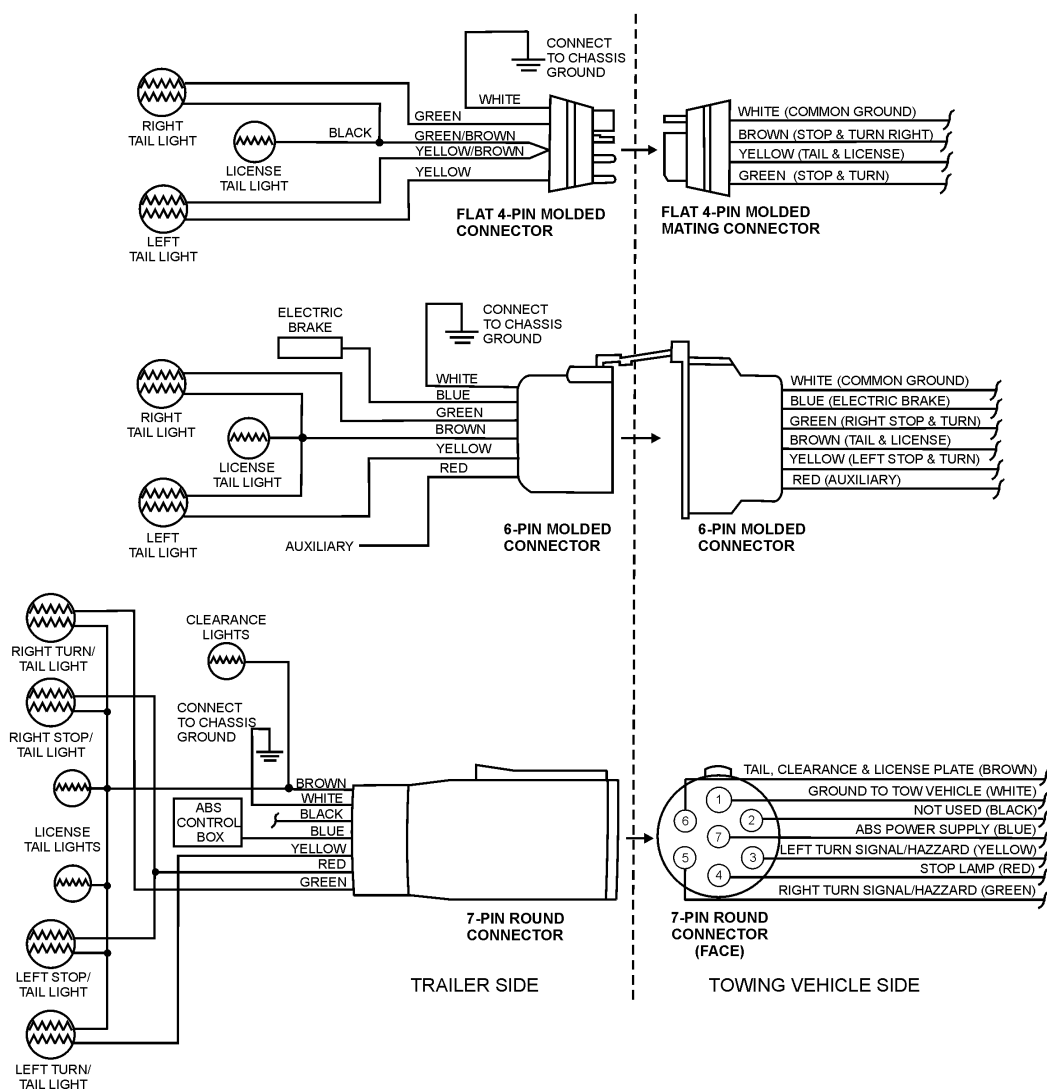 CONNECT
TO CHASSIS
GROUND
WHITE
GREEN
BLACK
GREEN/BROWN
YELLOW/BROWN
YELLOW
RIGHT
TAIL LIGHT
LICENSE
TAIL LIGHT
LEFT
TAIL LIGHT
FLAT 4-PIN MOLDED
CONNECTOR
WHITE (COMMON GROUND)
BROWN (STOP & TURN RIGHT)
YELLOW (TAIL & LICENSE)
GREEN (STOP & TURN)
FLAT 4-PIN MOLDED
MATING CONNECTOR
ELECTRIC
BRAKE
CONNECT
TO CHASSIS
GROUND
WHITE
BLUE
GREEN
BROWN
YELLOW
RED
RIGHT
TAIL LIGHT
LICENSE
TAIL LIGHT
LEFT
TAIL LIGHT
AUXILIARY
6-PIN MOLDED
CONNECTOR
WHITE (COMMON GROUND)
BLUE (ELECTRIC BRAKE)
GREEN (RIGHT STOP & TURN)
BROWN (TAIL & LICENSE)
YELLOW (LEFT STOP & TURN)
RED (AUXILIARY)
6-PIN MOLDED
CONNECTOR
RIGHT TURN/
TAIL LIGHT
RIGHT STOP/
TAIL LIGHT
LICENSE
TAIL LIGHTS
LEFT STOP/
TAIL LIGHT
LEFT TURN/
TAIL LIGHT
CLEARANCE
LIGHTS
CONNECT
TO CHASSIS
GROUND
ABS
CONTROL
BOX
BROWN
WHITE
BLACK
BLUE
YELLOW
RED
GREEN
7-PIN ROUND
CONNECTOR
TAIL, CLEARANCE & LICENSE PLATE (BROWN)
GROUND TO TOW VEHICLE (WHITE)
NOT USED (BLACK)
ABS POWER SUPPLY (BLUE)
LEFT TURN SIGNAL/HAZZARD (YELLOW)
STOP LAMP (RED)
RIGHT TURN SIGNAL/HAZZARD (GREEN)
1
6
2
7
5
3
4
7-PIN ROUND
CONNECTOR
(FACE)
TRAILER SIDE
TOWING VEHICLE SIDE